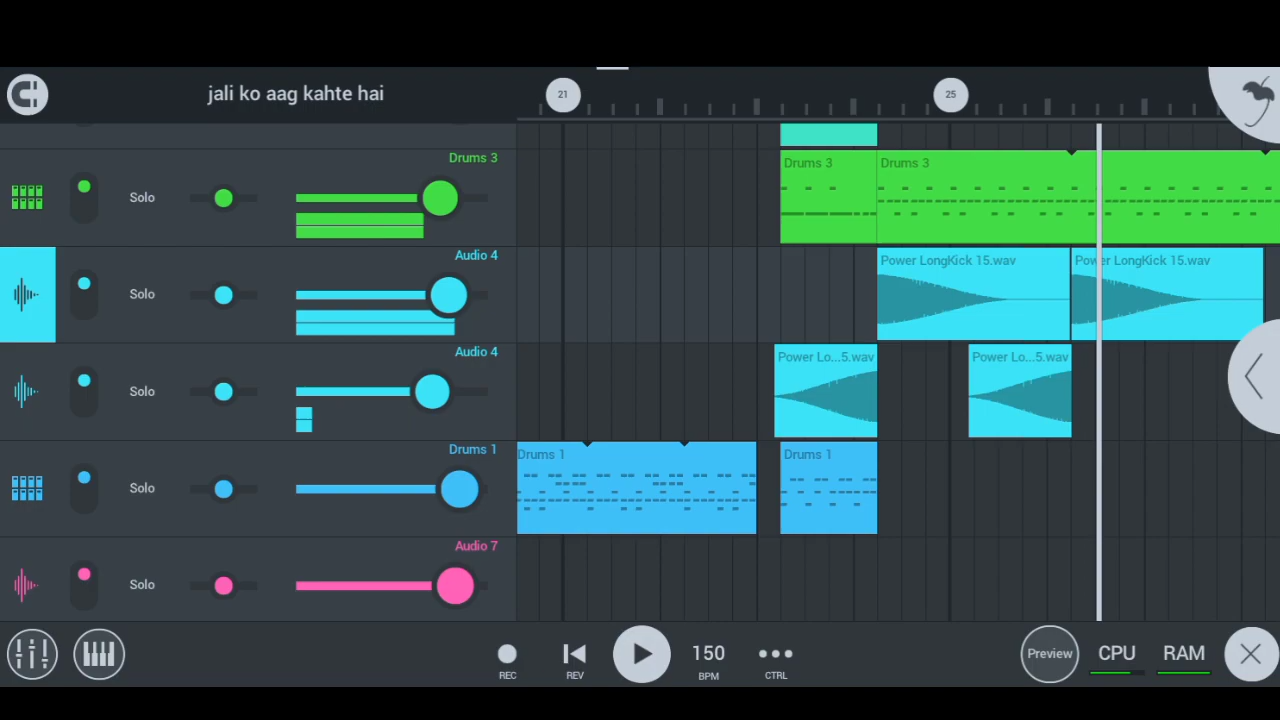 jali ko aag kahte hai
21
25
Drums 3
Solo
Drums 3
Drums 3
Audio 4
Solo
Power LongKick 15.wav
Power LongKick 15.wav
Audio 4
Solo
Power Lo...5.wav
Power Lo...5.wav
Drums 1
Solo
Drums 1
Drums 1
Audio 7
Solo
REC
REV
150
BPM
CTRL
Preview
CPU
RAM